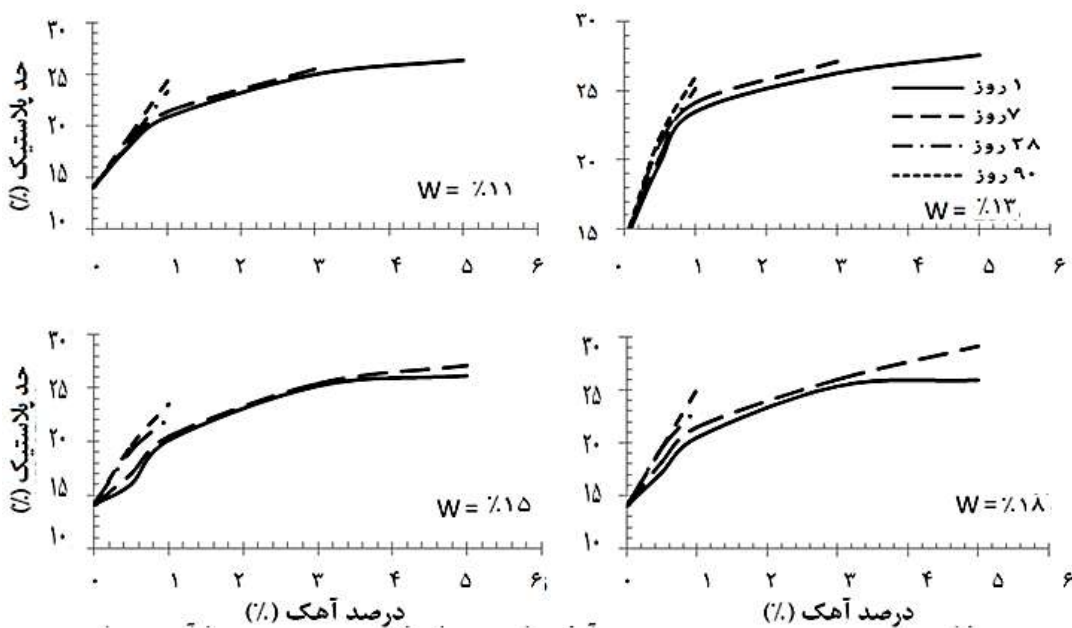 حد پلاستیک (%)
۳۰
۲۵
۲۰
۱۵
۱۰
W = ٪۱۱
۰ ۱ ۲ ۳ ۴ ۵ ۶
۳۰
۲۵
۲۰
۱۵
۱ روز
۷ روز
۲۸ روز
۹۰ روز
W = ٪۱۳
۰ ۱ ۲ ۳ ۴ ۵ ۶
حد پلاستیک (%)
۳۰
۲۵
۲۰
۱۵
۱۰
W = ٪۱۵
۰ ۱ ۲ ۳ ۴ ۵ ۶
درصد آهک (٪)
۳۰
۲۵
۲۰
۱۵
۱۰
W = ٪۱۸
۰ ۱ ۲ ۳ ۴ ۵ ۶
درصد آهک (٪)